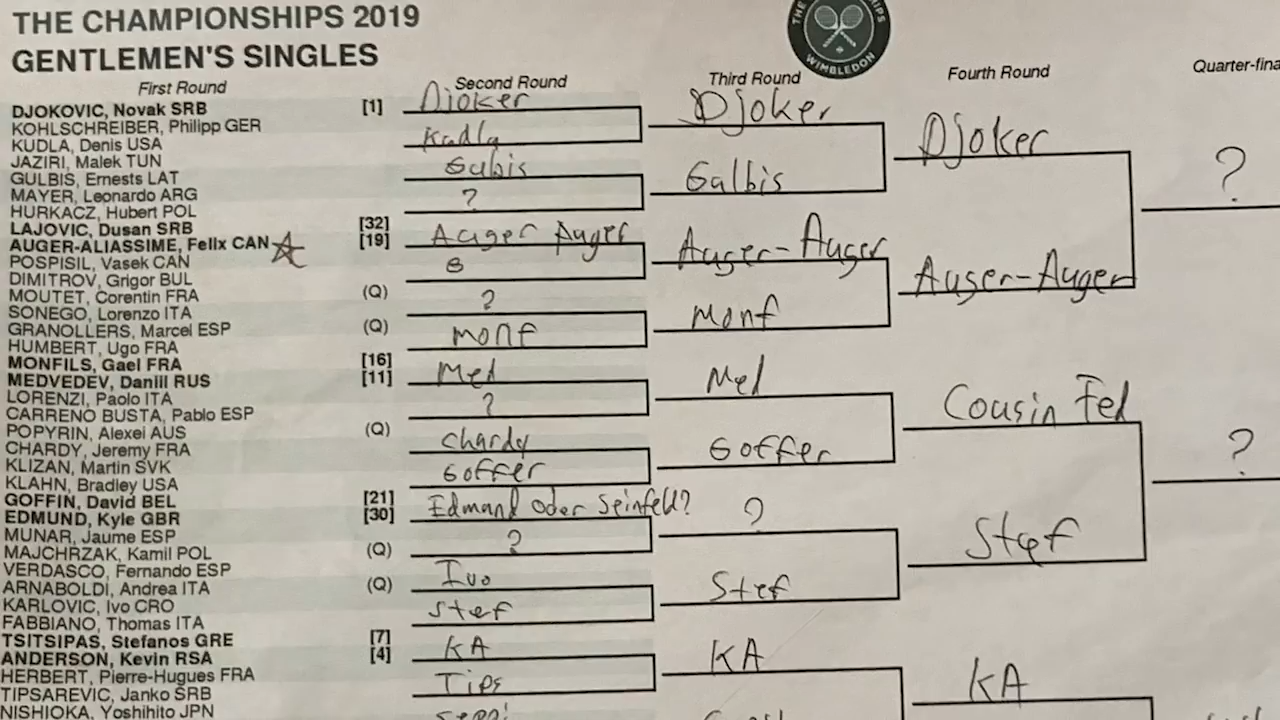 THE CHAMPIONSHIPS 2019
GENTLEMEN'S SINGLES
THE
WIMBLEDON
First Round
Second Round
Third Round
Fourth Round
Quarter-fina
DJOKOVIC, Novak SRB [1]
KOHLSCHREIBER, Philipp GER
KUDLA, Denis USA
JAZIRI, Malek TUN
GULBIS, Ernests LAT
MAYER, Leonardo ARG
HURKACZ, Hubert POL
LAJOVIC, Dusan SRB [32]
AUGER-ALIASSIME, Felix CAN [19]
POSPISIL, Vasek CAN
DIMITROV, Grigor BUL
MOUTET, Corentin FRA (Q)
SONEGO, Lorenzo ITA
GRANOLLERS, Marcel ESP (Q)
HUMBERT, Ugo FRA
MONFILS, Gael FRA [16]
MEDVEDEV, Daniil RUS [11]
LORENZI, Paolo ITA
CARRENO BUSTA, Pablo ESP
POPYRIN, Alexei AUS (Q)
CHARDY, Jeremy FRA
KLIZAN, Martin SVK
KLAHN, Bradley USA
GOFFIN, David BEL [21]
EDMUND, Kyle GBR [30]
MUNAR, Jaume ESP
MAJCHRZAK, Kamil POL (Q)
VERDASCO, Fernando ESP
ARNABOLDI, Andrea ITA (Q)
KARLOVIC, Ivo CRO
FABBIANO, Thomas ITA
TSITSIPAS, Stefanos GRE [7]
ANDERSON, Kevin RSA [4]
HERBERT, Pierre-Hugues FRA
TIPSAREVIC, Janko SRB
NISHIOKA, Yoshihito JPN
Djoker
Kudla
Gulbis
?
Auger Auger
?
Monf
Med
?
Chardy
Goffer
Edmund oder Seinfeld?
?
Ivo
Stef
KA
Tips
Djoker
Galbis
Auger-Auger
Monf
Med
Goffer
?
Stef
KA
Djoker
Auger-Auger
Cousin Fed
Stef
KA
?
?